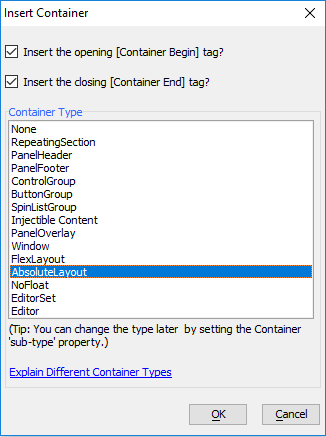 Insert Container
Insert the opening [Container Begin] tag?
Insert the closing [Container End] tag?
Container Type
None
RepeatingSection
PanelHeader
PanelFooter
ControlGroup
ButtonGroup
SpinListGroup
Injectible Content
PanelOverlay
Window
FlexLayout
AbsoluteLayout
NoFloat
EditorSet
Editor
(Tip: You can change the type later  by setting the Container
'sub-type' property.)
Explain Different Container Types
OK
Cancel